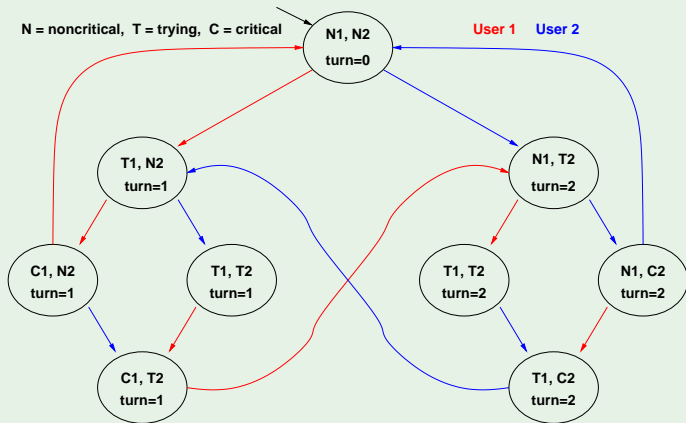 N = noncritical, T = trying, C = critical
User 1 User 2
N1, N2
turn=0
T1, N2
turn=1
N1, T2
turn=2
C1, N2
turn=1
T1, T2
turn=1
T1, T2
turn=2
N1, C2
turn=2
C1, T2
turn=1
T1, C2
turn=2